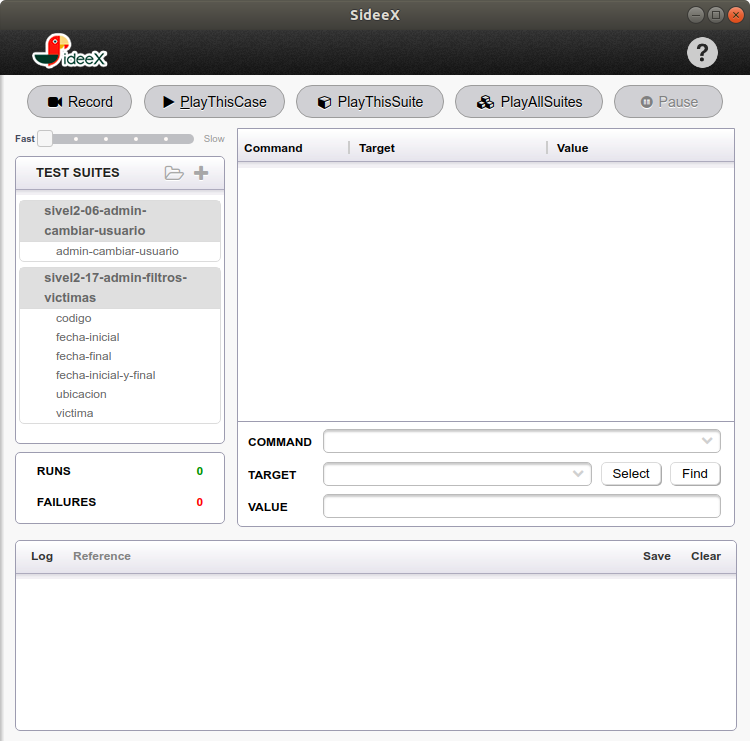 SideeX
ideeX
?
Record
PlayThisCase
PlayThisSuite
PlayAllSuites
Pause
Fast
Slow
TEST SUITES
sivel2-06-admin-
cambiar-usuario
admin-cambiar-usuario
sivel2-17-admin-filtros-
victimas
codigo
fecha-inicial
fecha-final
fecha-inicial-y-final
ubicacion
victima
RUNS 0
FAILURES 0
Command Target Value
COMMAND
TARGET Select Find
VALUE
Log Reference Save Clear